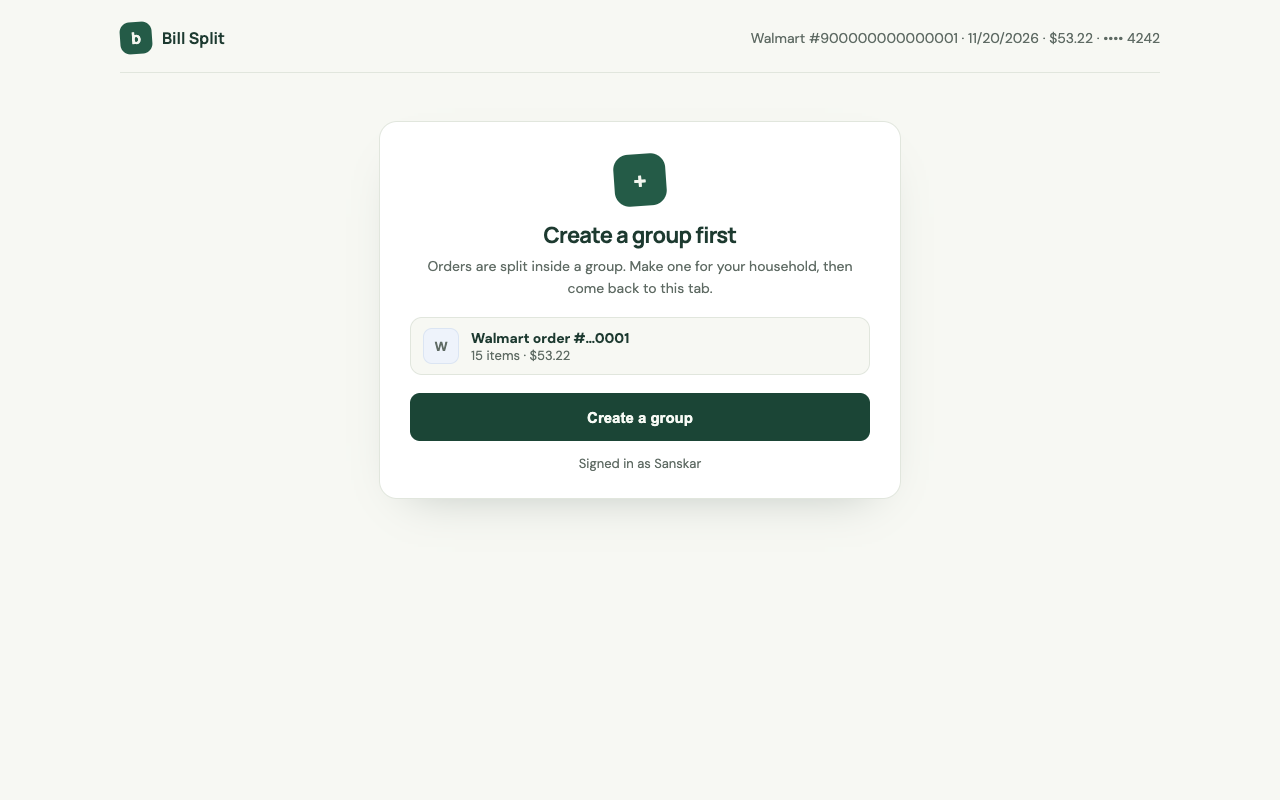 b Bill Split
Walmart #900000000000001 · 11/20/2026 · $53.22 · •••• 4242
+
Create a group first
Orders are split inside a group. Make one for your household, then
come back to this tab.
W
Walmart order #…0001
15 items · $53.22
Create a group
Signed in as Sanskar